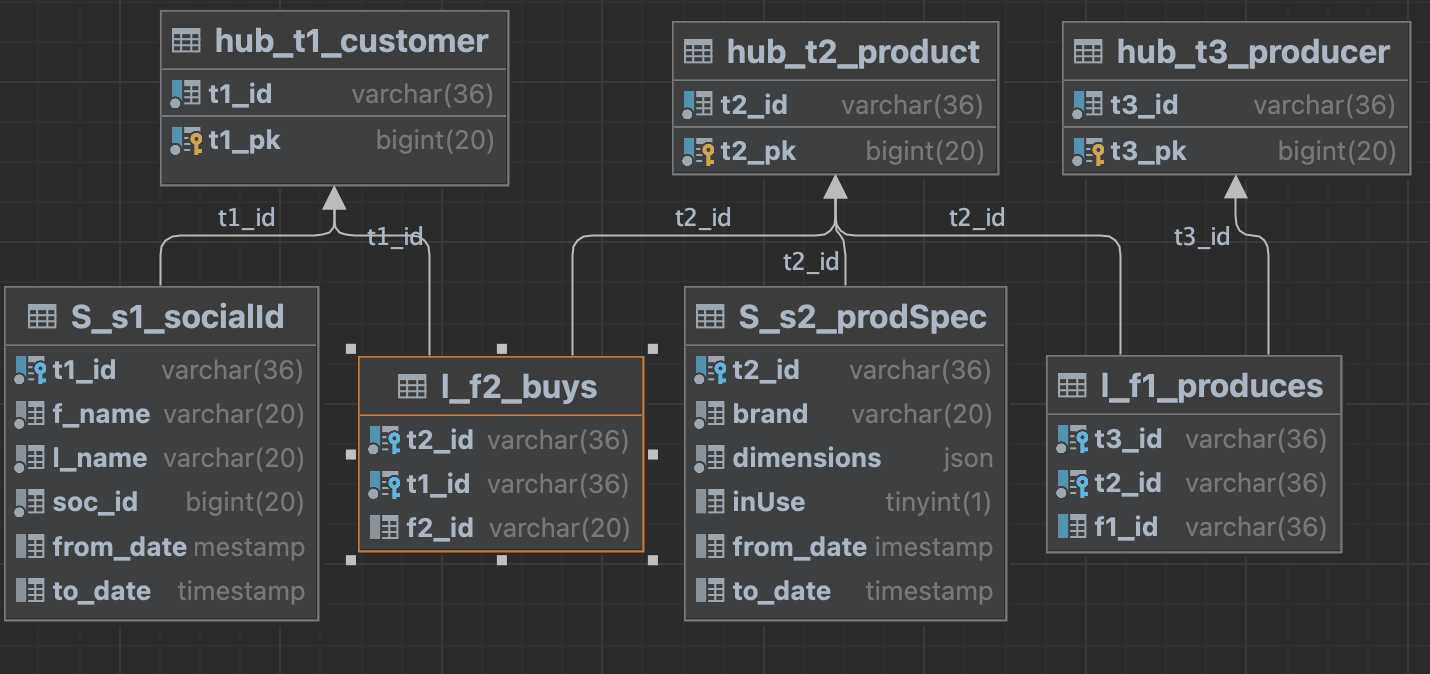 hub_t1_customer
t1_id varchar(36)
t1_pk bigint(20)
hub_t2_product
t2_id varchar(36)
t2_pk bigint(20)
hub_t3_producer
t3_id varchar(36)
t3_pk bigint(20)
t1_id
t1_id
t2_id
t2_id
t2_id
t3_id
S_s1_socialId
t1_id varchar(36)
f_name varchar(20)
l_name varchar(20)
soc_id bigint(20)
from_date mestamp
to_date timestamp
l_f2_buys
t2_id varchar(36)
t1_id varchar(36)
f2_id varchar(20)
S_s2_prodSpec
t2_id varchar(36)
brand varchar(20)
dimensions json
inUse tinyint(1)
from_date imestamp
to_date timestamp
l_f1_produces
t3_id varchar(36)
t2_id varchar(36)
f1_id varchar(36)